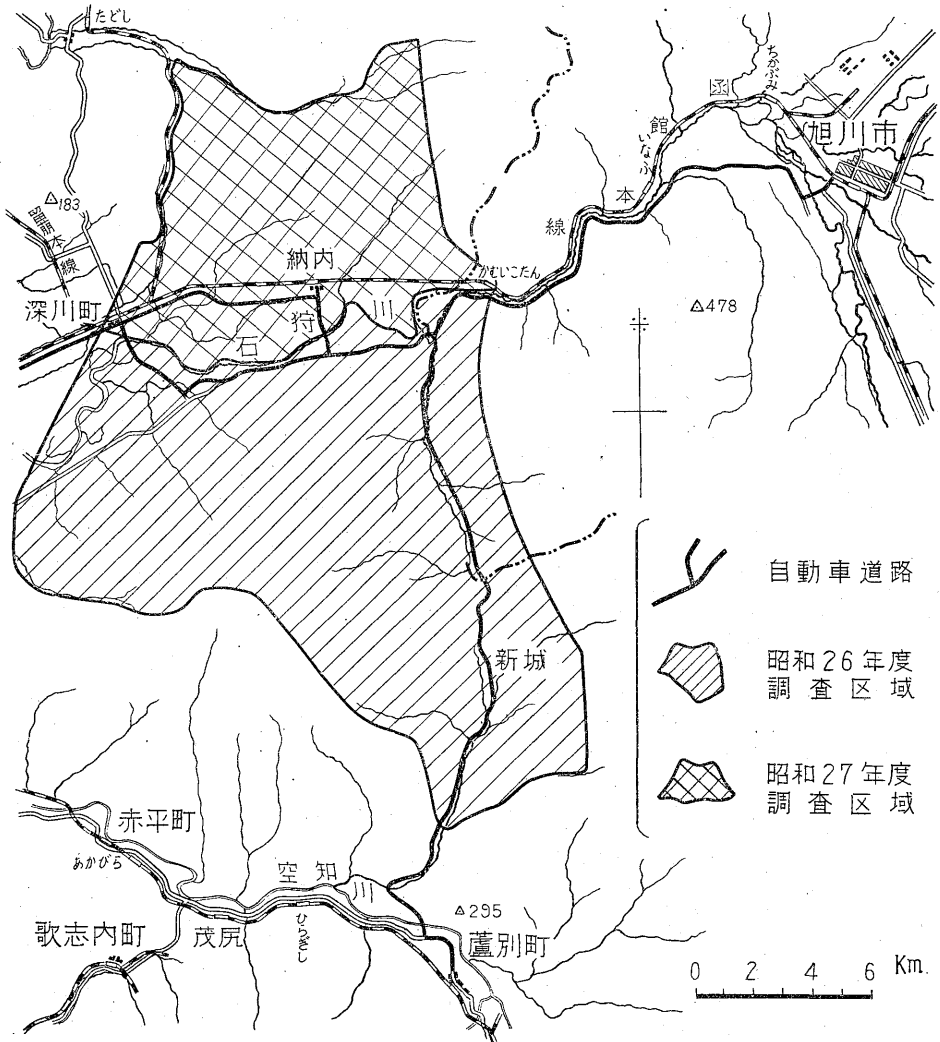 たどし
ちかぶみ
函
旭川市
館
いなふ
△183
本
線
本
線
納内
かむいこたん
深川町
狩
川
石
△478
自動車道路
新城
昭和26年度
調査区域
昭和27年度
調査区域
赤平町
あかびら
空知
川
ひらぎし
△295
歌志内町
茂尻
蘆別町
0 2 4 6 Km.